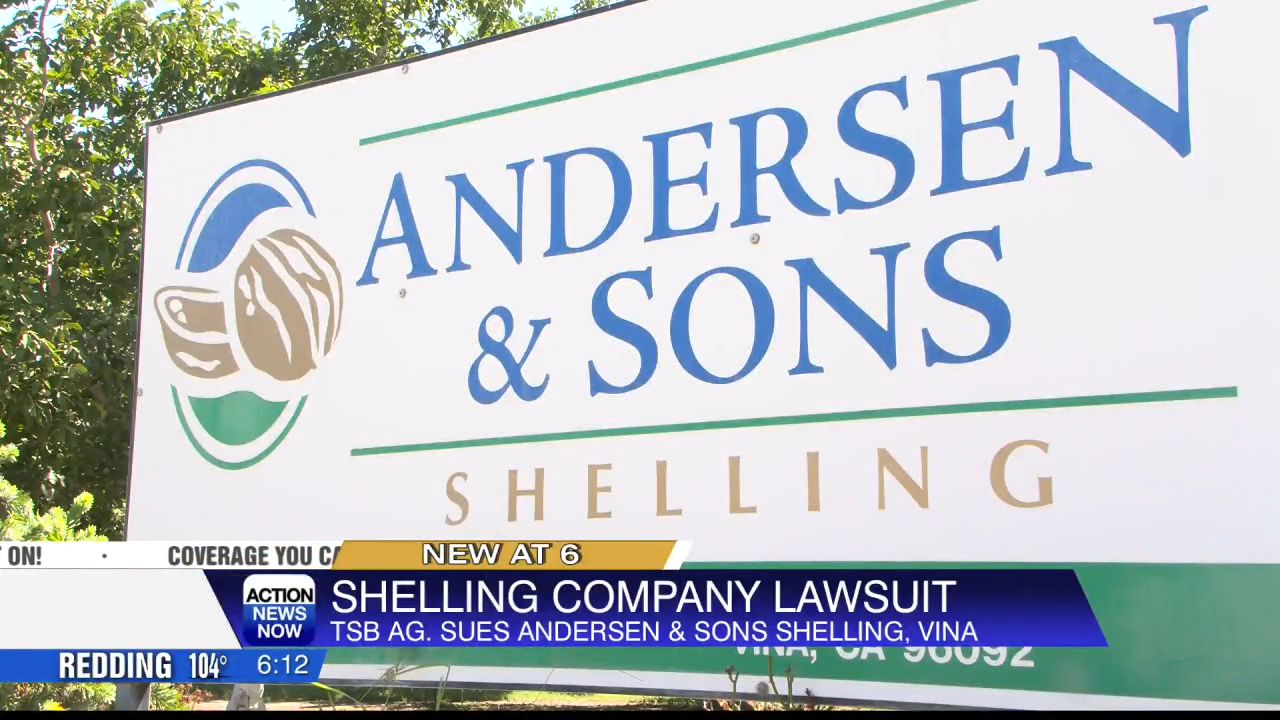 ANDERSEN
& SONS
SHELLING
VINA, CA 96092
ON! · COVERAGE YOU CA
NEW AT 6
ACTION
NEWS
NOW
SHELLING COMPANY LAWSUIT
TSB AG. SUES ANDERSEN & SONS SHELLING, VINA
REDDING 104° 6:12